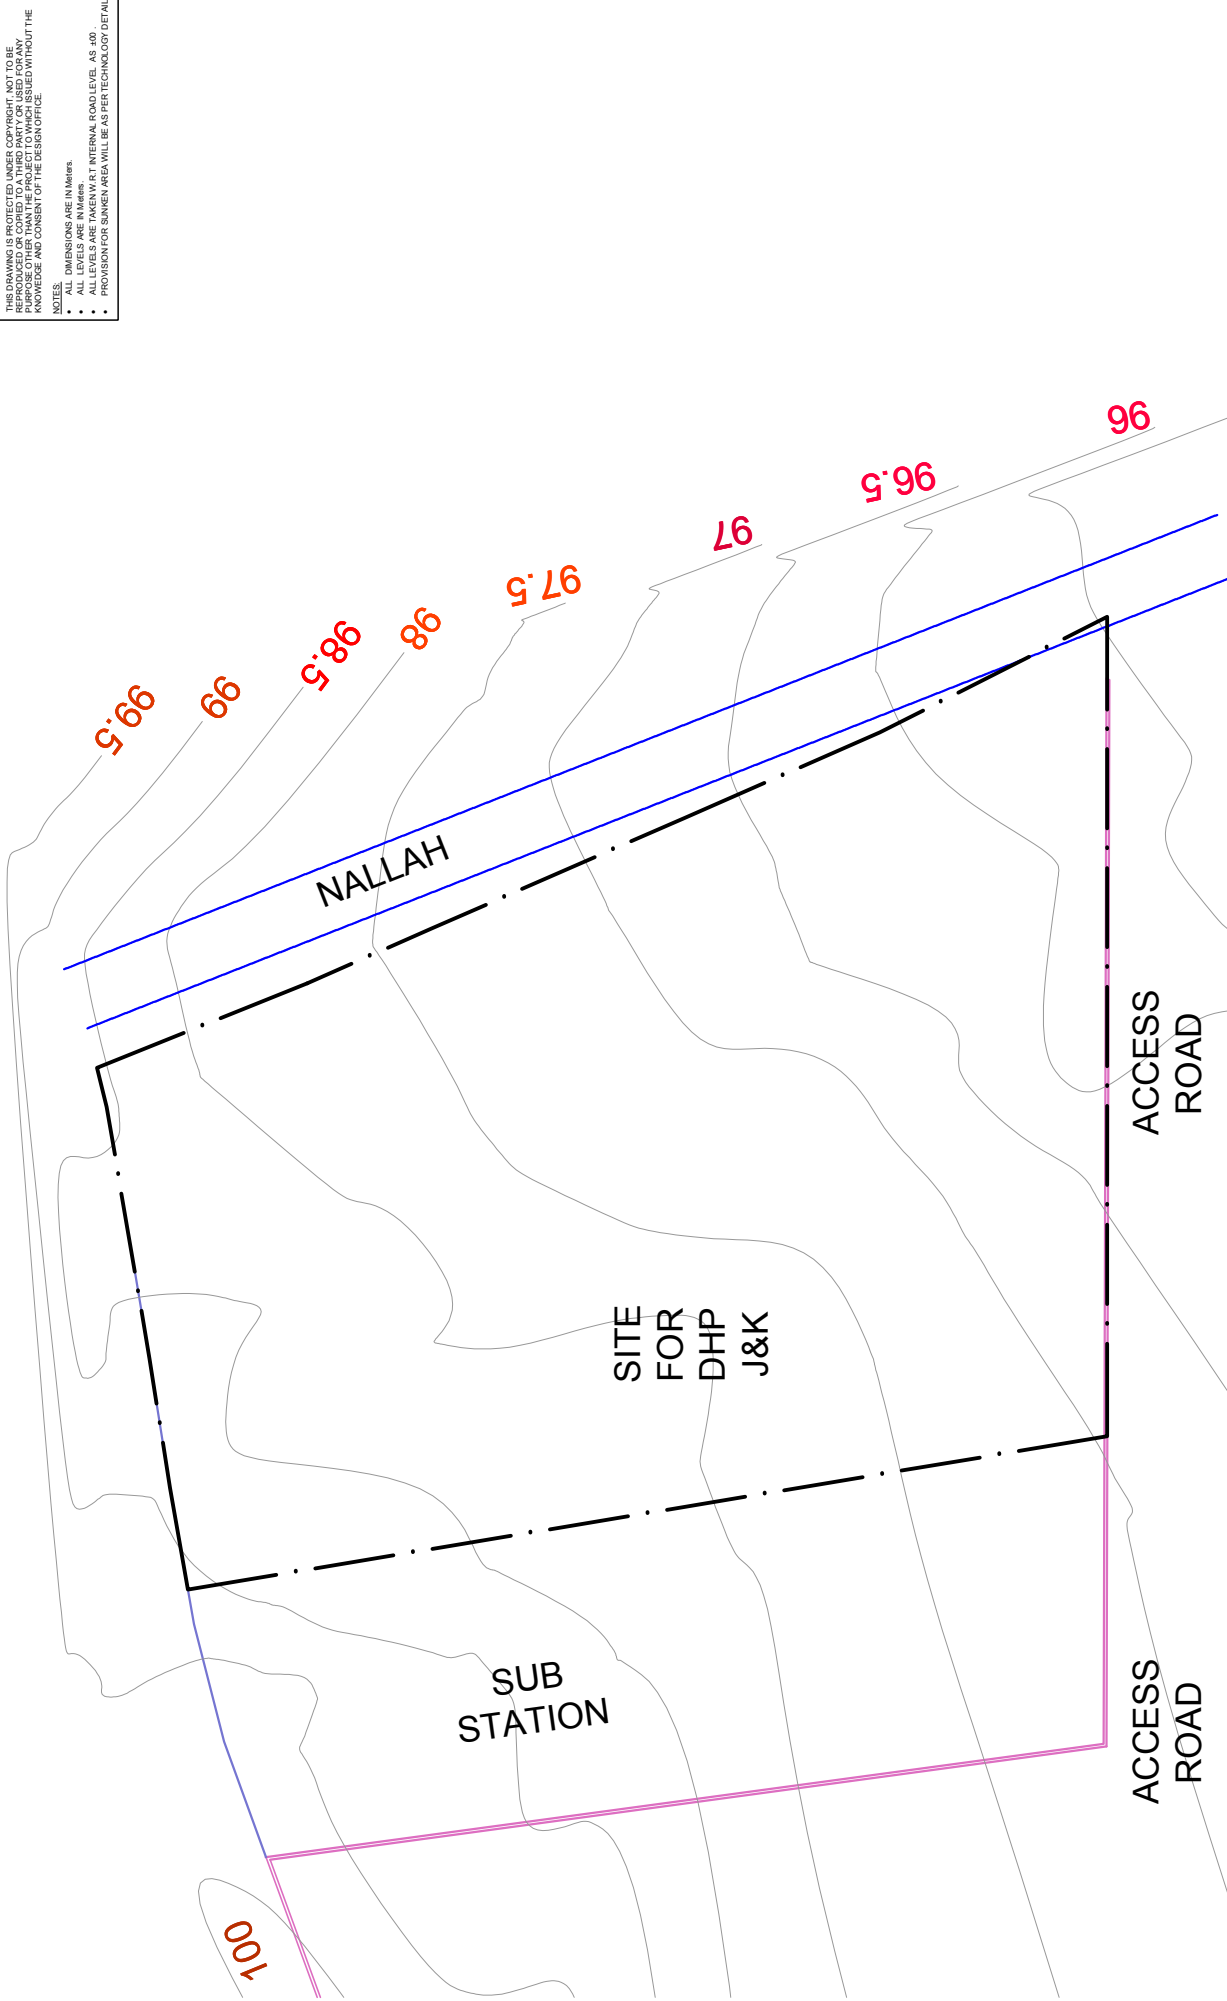 THIS DRAWING IS PROTECTED UNDER COPYRIGHT, NOT TO BE
REPRODUCED OR COPIED TO A THIRD PARTY OR USED FOR ANY
PURPOSE OTHER THAN THE PROJECT TO WHICH ISSUED WITHOUT THE
KNOWEDGE AND CONSENT OF THE DESIGN OFFICE.
NOTES:
• ALL DIMENSIONS ARE IN Meters.
• ALL LEVELS ARE IN Meters.
• ALL LEVELS ARE TAKEN W.R.T INTERNAL ROAD LEVEL AS ±00 .
• PROVISION FOR SUNKEN AREA WILL BE AS PER TECHNOLOGY DETAIL
96
96.5
97
97.5
98
98.5
99
99.5
NALLAH
ACCESS
ROAD
SITE
FOR
DHP
J&K
SUB
STATION
ACCESS
ROAD
100